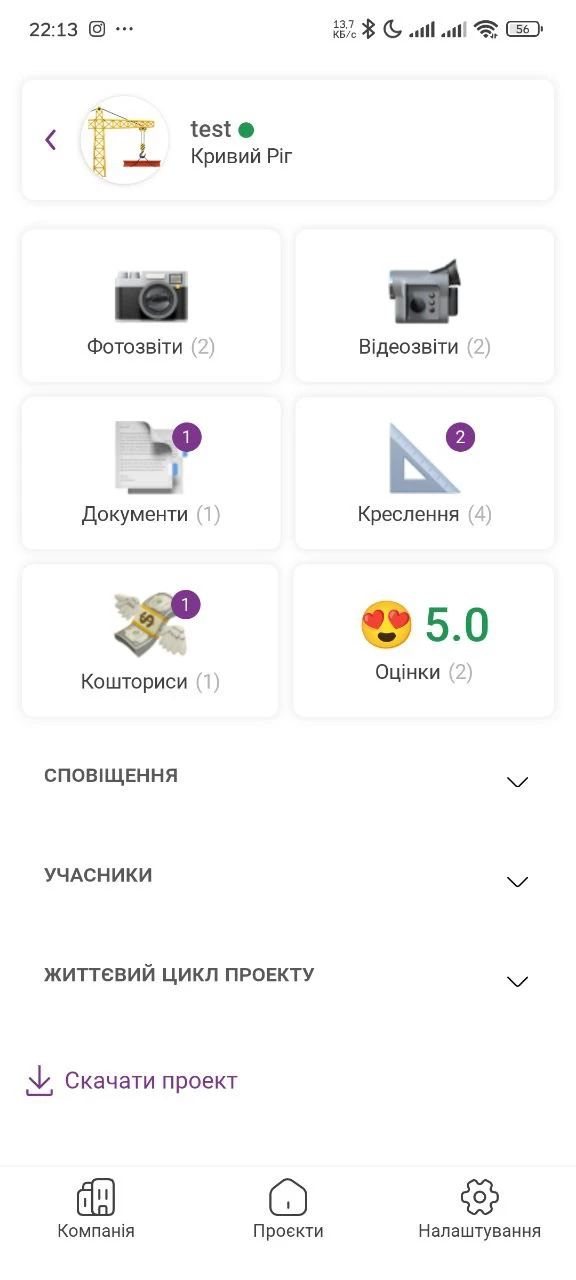 22:13 ... 13,7 КБ/с 56
test
Кривий Ріг
Фотозвіти (2)
Відеозвіти (2)
1
Документи (1)
2
Креслення (4)
1
Кошториси (1)
5.0
Оцінки (2)
СПОВІЩЕННЯ
УЧАСНИКИ
ЖИТТЄВИЙ ЦИКЛ ПРОЕКТУ
Скачати проект
Компанія
Проєкти
Налаштування